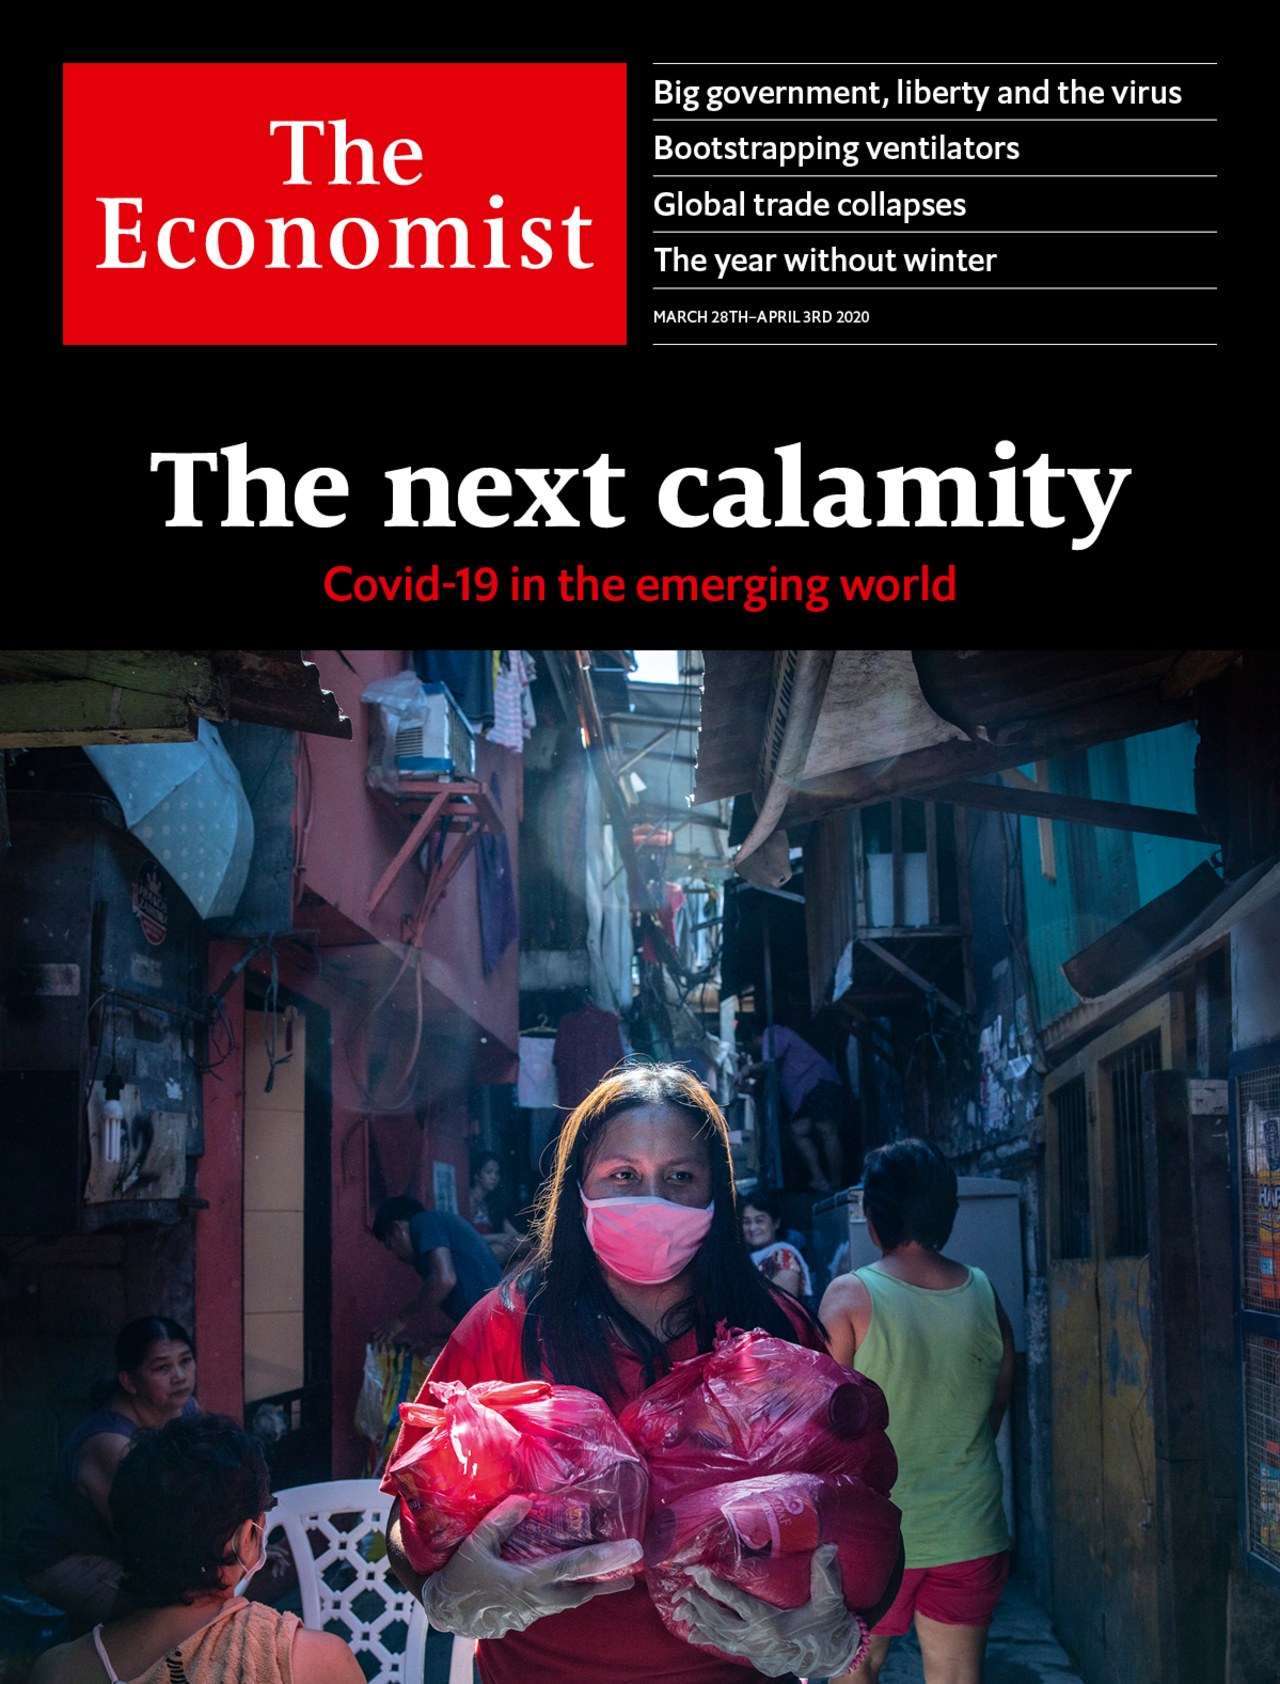 The
Economist
Big government, liberty and the virus
Bootstrapping ventilators
Global trade collapses
The year without winter
MARCH 28TH–APRIL 3RD 2020
The next calamity
Covid-19 in the emerging world